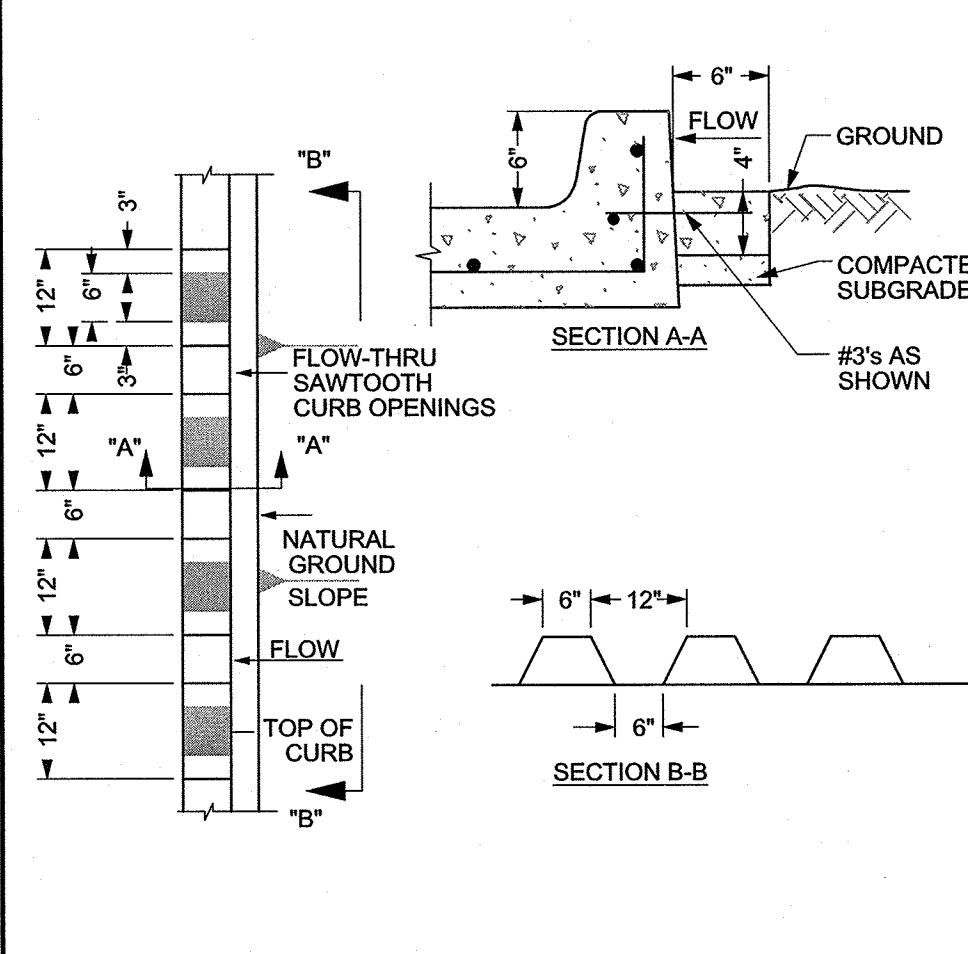 "B"
3"
12"
6"
3"
6"
12"
"A"
"A"
6"
12"
6"
12"
FLOW-THRU
SAWTOOTH
CURB OPENINGS
NATURAL
GROUND
SLOPE
FLOW
TOP OF
CURB
"B"
6"
6"
FLOW
4"
GROUND
COMPACTE
SUBGRADE
#3's AS
SHOWN
SECTION A-A
6"
12"
6"
SECTION B-B